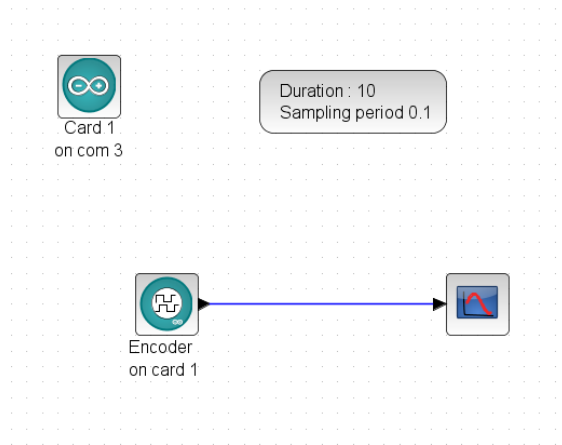 Card 1
on com 3
Duration : 10
Sampling period 0.1
Encoder
on card 1